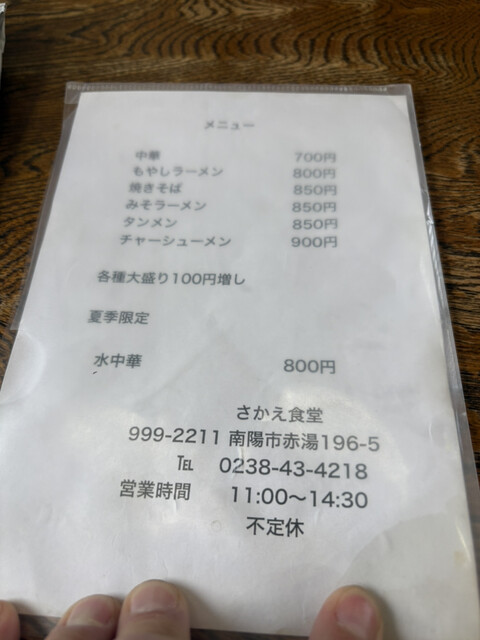 メニュー
中華 700円
もやしラーメン 800円
焼きそば 850円
みそラーメン 850円
タンメン 850円
チャーシューメン 900円
各種大盛り100円増し
夏季限定
水中華 800円
さかえ食堂
999-2211 南陽市赤湯196-5
℡ 0238-43-4218
営業時間 11:00〜14:30
不定休